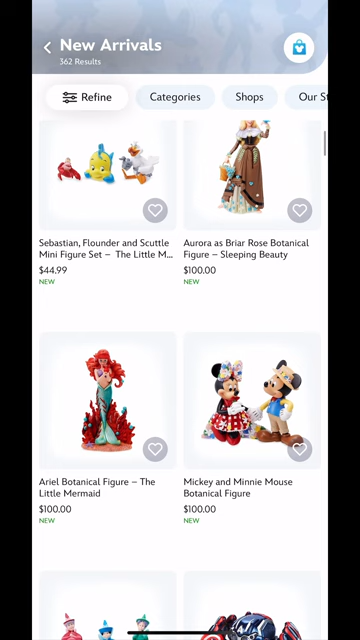 New Arrivals
362 Results
Refine
Categories
Shops
Our St
Sebastian, Flounder and Scuttle
Mini Figure Set – The Little M...
$44.99
NEW
Aurora as Briar Rose Botanical
Figure – Sleeping Beauty
$100.00
NEW
Ariel Botanical Figure – The
Little Mermaid
$100.00
NEW
Mickey and Minnie Mouse
Botanical Figure
$100.00
NEW